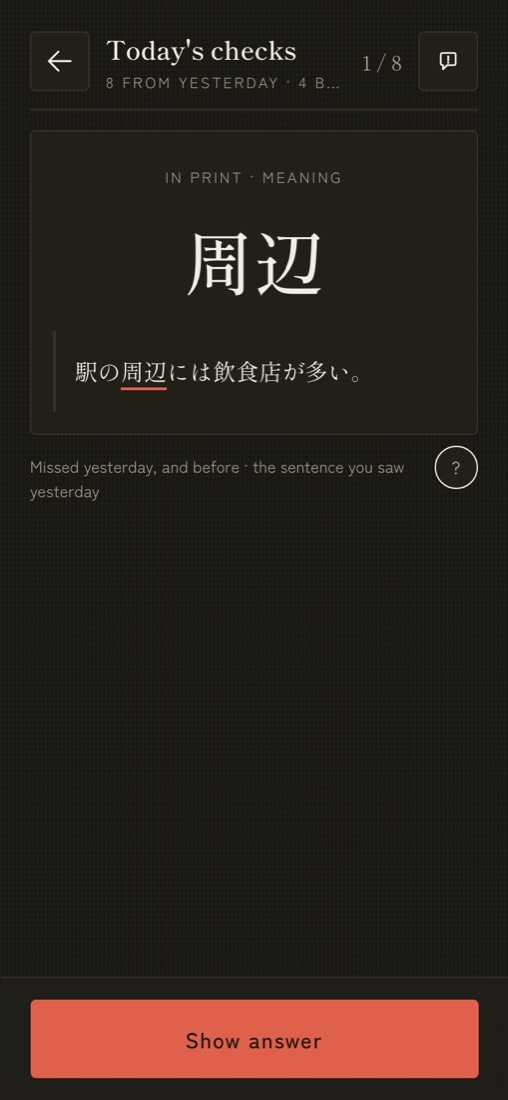 Today's checks
8 FROM YESTERDAY · 4 B...
1 / 8
IN PRINT · MEANING
周辺
駅の周辺には飲食店が多い。
Missed yesterday, and before · the sentence you saw
yesterday
?
Show answer